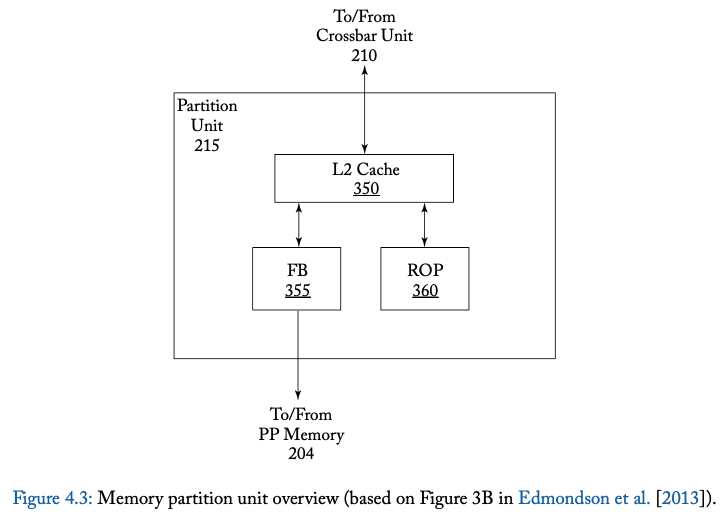 To/From
Crossbar Unit
210
Partition
Unit
215
L2 Cache
350
FB
355
ROP
360
To/From
PP Memory
204
Figure 4.3: Memory partition unit overview (based on Figure 3B in Edmondson et al. [2013]).